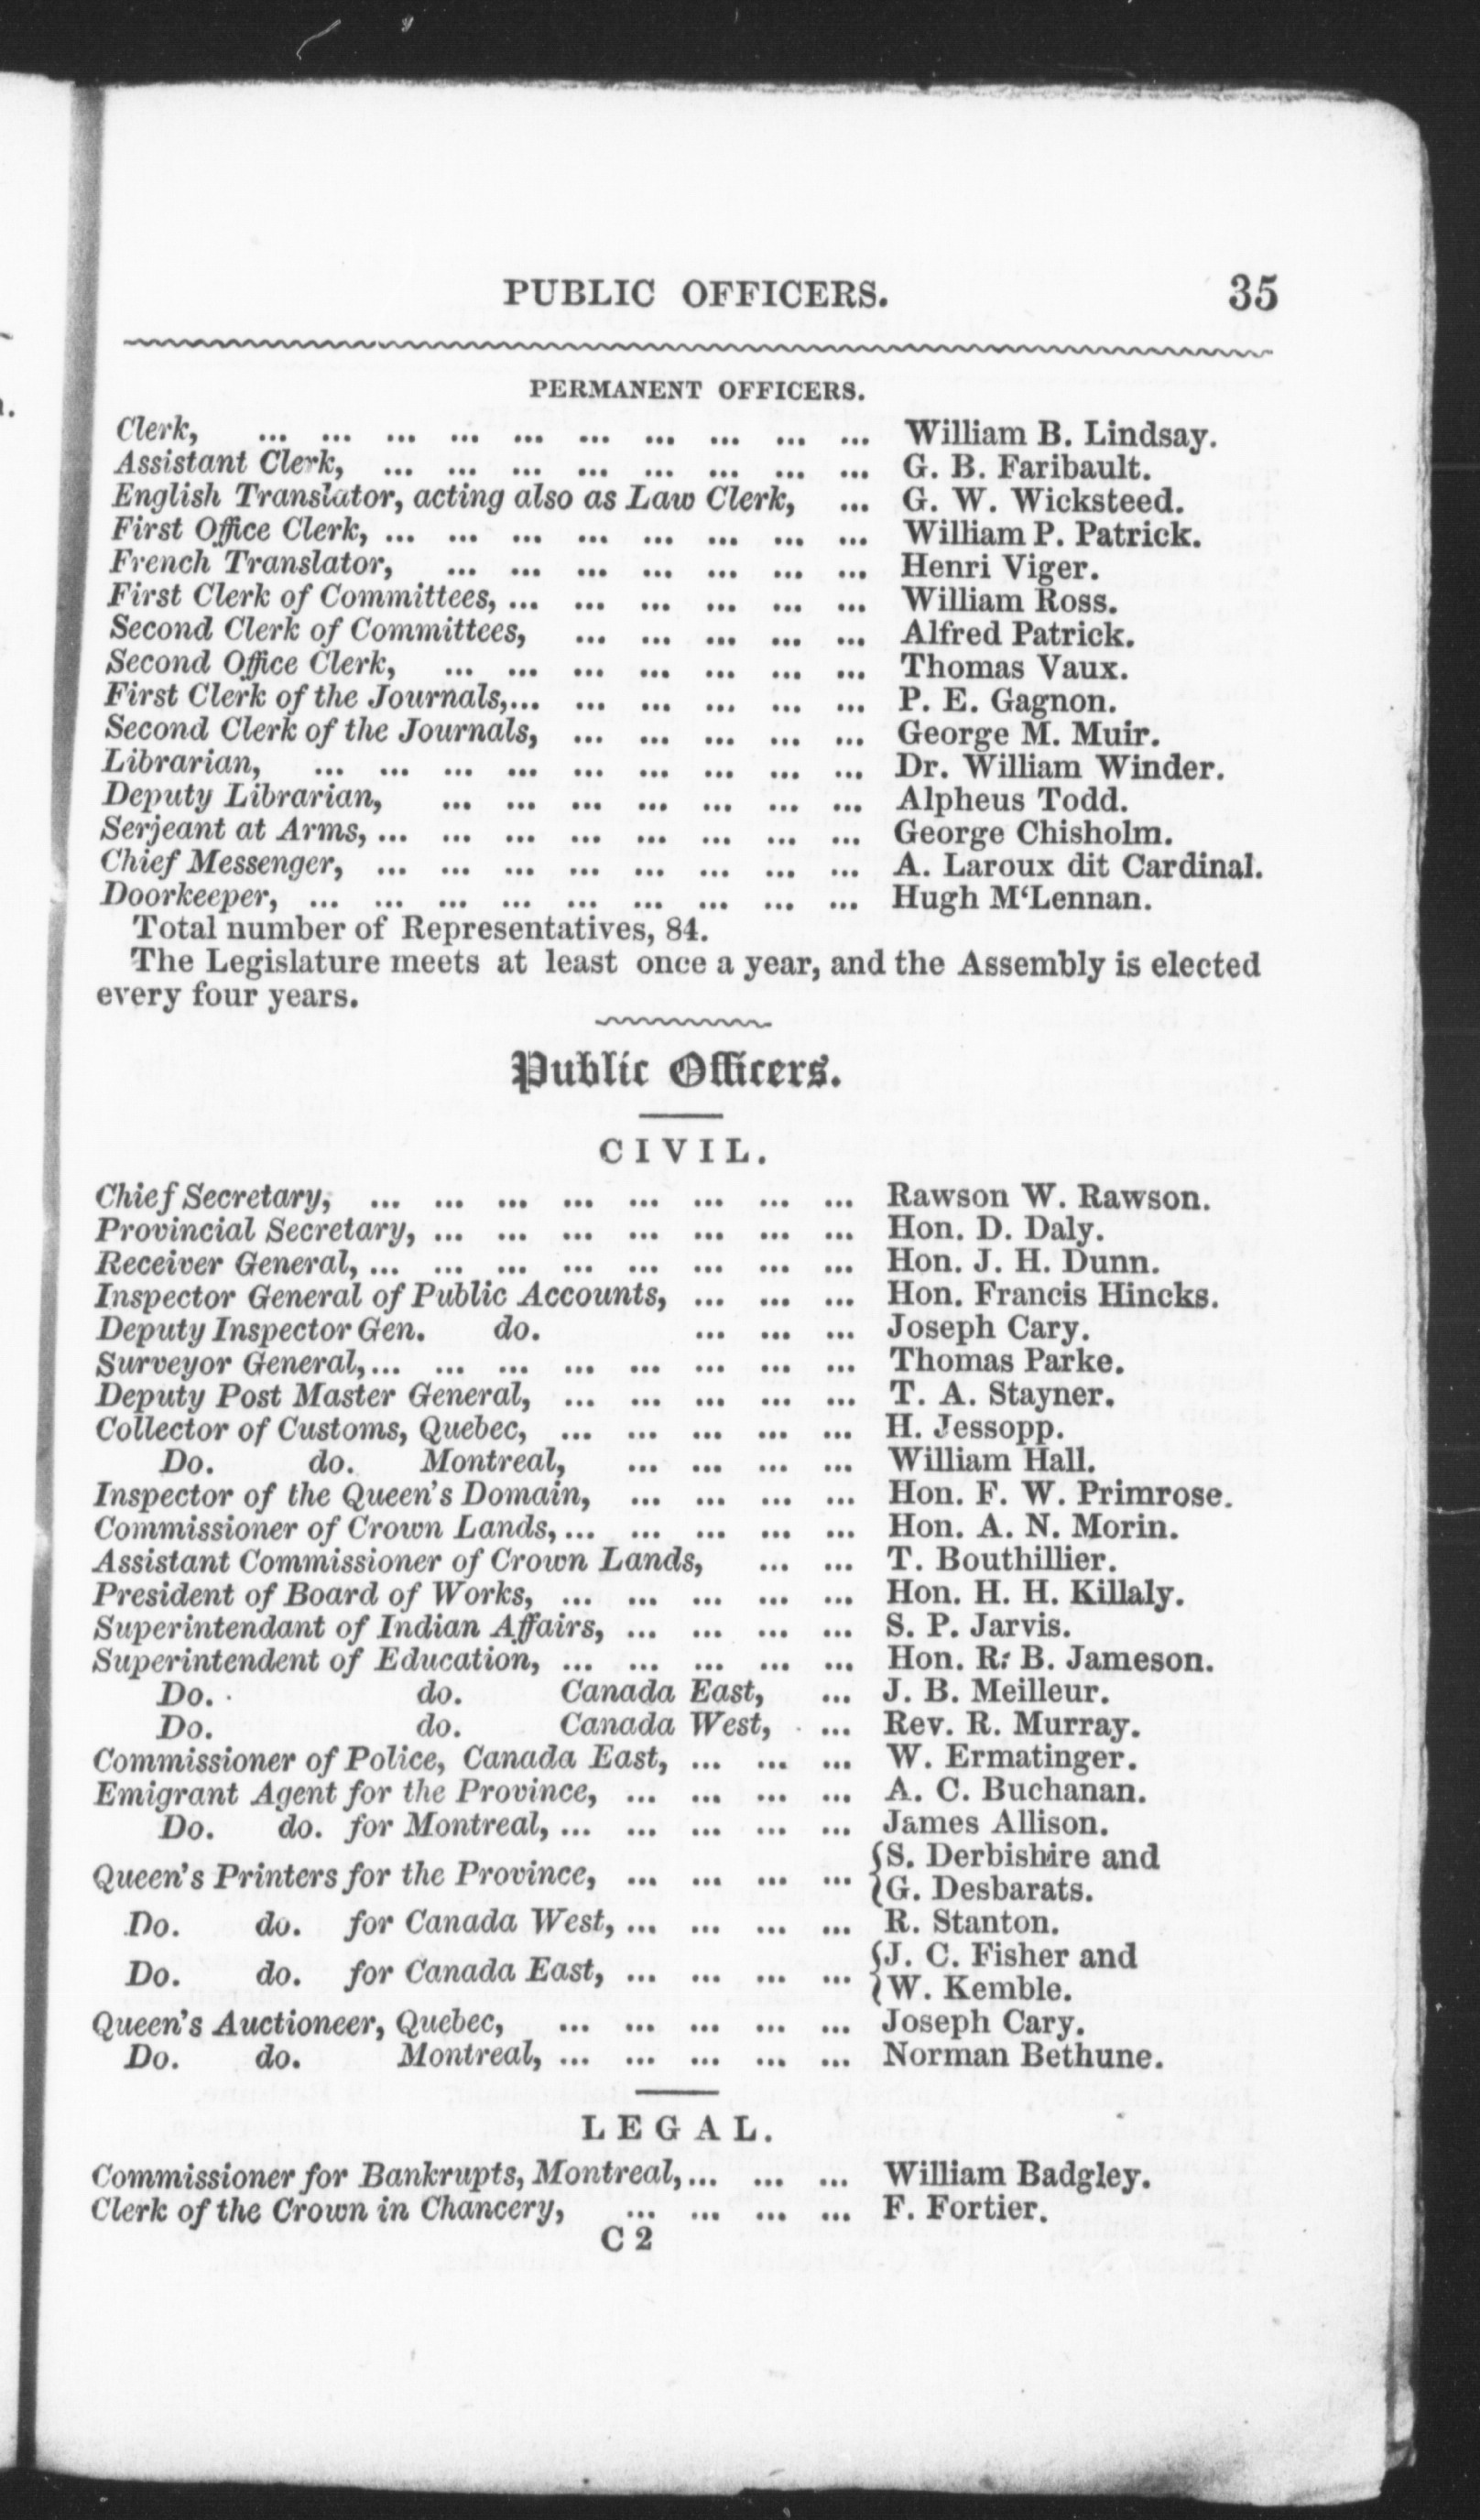 PUBLIC OFFICERS. 35
PERMANENT OFFICERS.
Clerk, ... ... ... ... ... ... ... ... ... ... William B. Lindsay.
Assistant Clerk, ... ... ... ... ... ... ... ... G. B. Faribault.
English Translator, acting also as Law Clerk, ... G. W. Wicksteed.
First Office Clerk, ... ... ... ... ... ... ... ... William P. Patrick.
French Translator, ... ... ... ... ... ... ... Henri Viger.
First Clerk of Committees, ... ... ... ... ... ... William Ross.
Second Clerk of Committees, ... ... ... ... ... Alfred Patrick.
Second Office Clerk, ... ... ... ... ... ... ... Thomas Vaux.
First Clerk of the Journals,... ... ... ... ... ... P. E. Gagnon.
Second Clerk of the Journals, ... ... ... ... ... George M. Muir.
Librarian, ... ... ... ... ... ... ... ... ... Dr. William Winder.
Deputy Librarian, ... ... ... ... ... ... ... Alpheus Todd.
Serjeant at Arms, ... ... ... ... ... ... ... ... George Chisholm.
Chief Messenger, ... ... ... ... ... ... ... ... A. Laroux dit Cardinal.
Doorkeeper, ... ... ... ... ... ... ... ... ... Hugh M‘Lennan.
Total number of Representatives, 84.
The Legislature meets at least once a year, and the Assembly is elected
every four years.
Public Officers.
CIVIL.
Chief Secretary, ... ... ... ... ... ... ... ... Rawson W. Rawson.
Provincial Secretary, ... ... ... ... ... ... ... Hon. D. Daly.
Receiver General, ... ... ... ... ... ... ... ... Hon. J. H. Dunn.
Inspector General of Public Accounts, ... ... ... Hon. Francis Hincks.
Deputy Inspector Gen. do. ... ... ... Joseph Cary.
Surveyor General,... ... ... ... ... ... ... ... Thomas Parke.
Deputy Post Master General, ... ... ... ... ... T. A. Stayner.
Collector of Customs, Quebec, ... ... ... ... ... H. Jessopp.
Do. do. Montreal, ... ... ... ... William Hall.
Inspector of the Queen's Domain, ... ... ... ... Hon. F. W. Primrose.
Commissioner of Crown Lands, ... ... ... ... ... Hon. A. N. Morin.
Assistant Commissioner of Crown Lands, ... ... T. Bouthillier.
President of Board of Works, ... ... ... ... ... Hon. H. H. Killaly.
Superintendant of Indian Affairs, ... ... ... ... S. P. Jarvis.
Superintendent of Education, ... ... ... ... ... Hon. R. B. Jameson.
Do. do. Canada East, ... J. B. Meilleur.
Do. do. Canada West, ... Rev. R. Murray.
Commissioner of Police, Canada East, ... ... ... W. Ermatinger.
Emigrant Agent for the Province, ... ... ... ... A. C. Buchanan.
Do. do. for Montreal, ... ... ... ... ... James Allison.
Queen's Printers for the Province, ... ... ... ... {S. Derbishire and
{G. Desbarats.
Do. do. for Canada West, ... ... ... ... R. Stanton.
Do. do. for Canada East, ... ... ... ... {J. C. Fisher and
{W. Kemble.
Queen's Auctioneer, Quebec, ... ... ... ... ... Joseph Cary.
Do. do. Montreal, ... ... ... ... ... Norman Bethune.
LEGAL.
Commissioner for Bankrupts, Montreal,... ... ... William Badgley.
Clerk of the Crown in Chancery, ... ... ... ... F. Fortier.
C 2